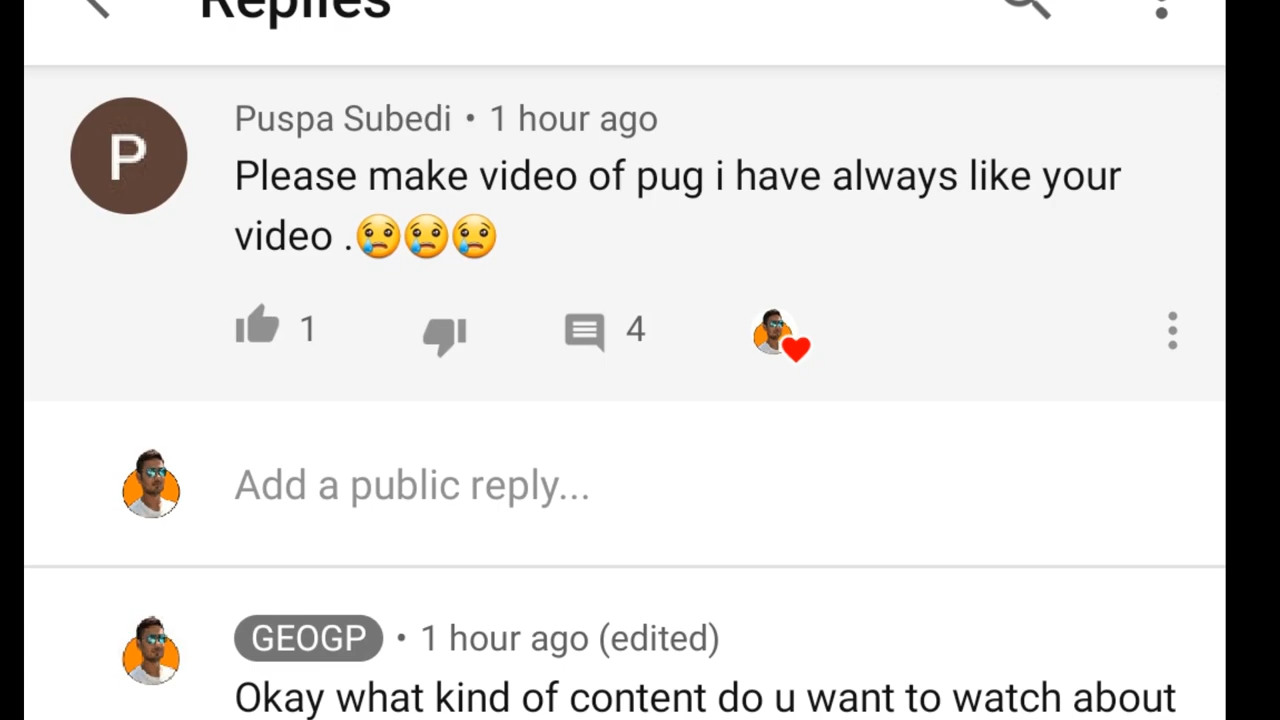 Replies
Puspa Subedi • 1 hour ago
P
Please make video of pug i have always like your
video .😢😢😢
1
4
Add a public reply...
GEOGP • 1 hour ago (edited)
Okay what kind of content do u want to watch about